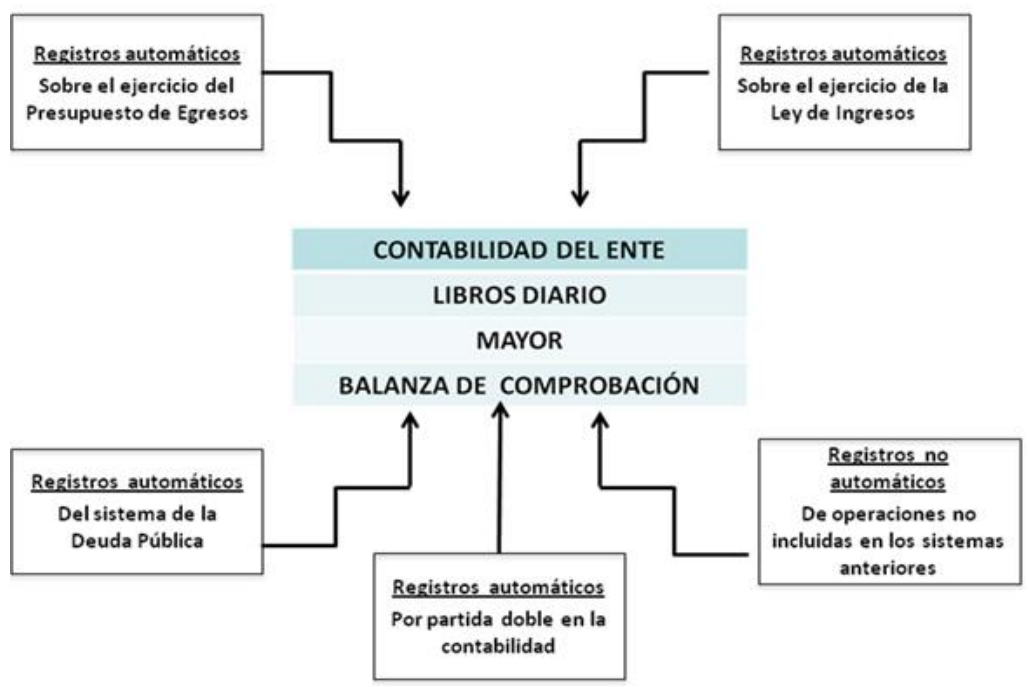 Registros automáticos
Sobre el ejercicio del
Presupuesto de Egresos
Registros automáticos
Sobre el ejercicio de la
Ley de Ingresos
CONTABILIDAD DEL ENTE
LIBROS DIARIO
MAYOR
BALANZA DE COMPROBACIÓN
Registros automáticos
Del sistema de la
Deuda Pública
Registros automáticos
Por partida doble en la
contabilidad
Registros no
automáticos
De operaciones no
incluidas en los sistemas
anteriores